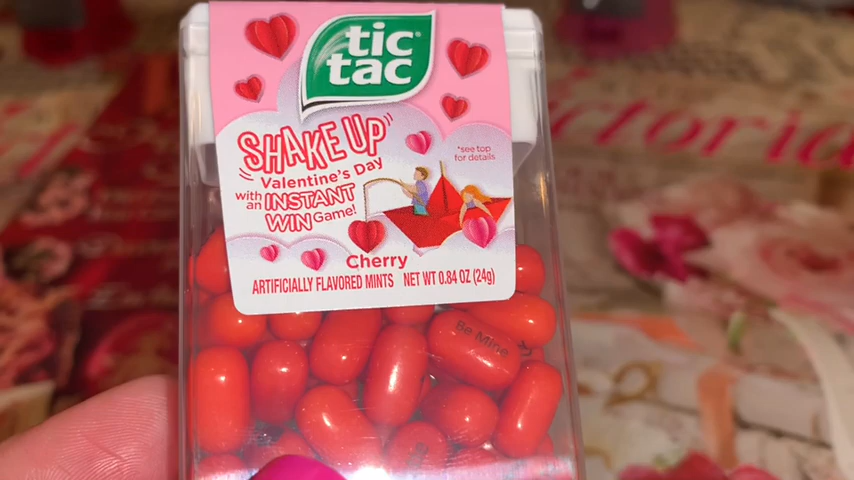 tic
tac
SHAKE UP
Valentine's Day
with an INSTANT
WIN Game!
*see top
for details
Cherry
ARTIFICIALLY FLAVORED MINTS NET WT 0.84 OZ (24g)
Be Mine
ictoria